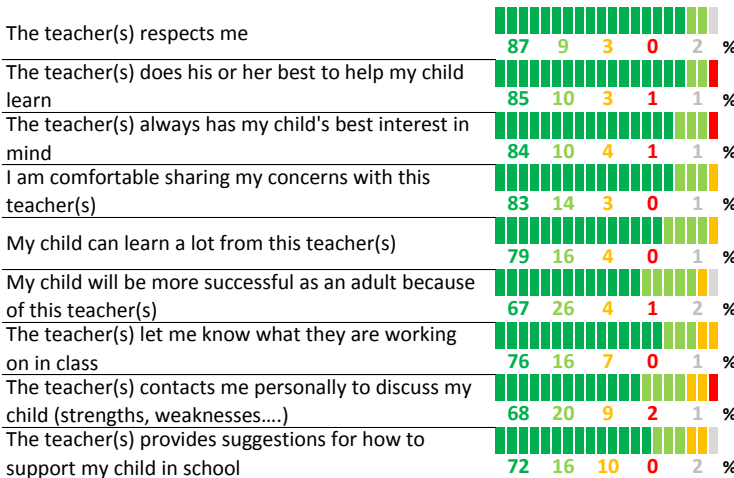 The teacher(s) respects me
87 9 3 0 2 %
The teacher(s) does his or her best to help my child
learn
85 10 3 1 1 %
The teacher(s) always has my child's best interest in
mind
84 10 4 1 1 %
I am comfortable sharing my concerns with this
teacher(s)
83 14 3 0 1 %
My child can learn a lot from this teacher(s)
79 16 4 0 1 %
My child will be more successful as an adult because
of this teacher(s)
67 26 4 1 2 %
The teacher(s) let me know what they are working
on in class
76 16 7 0 1 %
The teacher(s) contacts me personally to discuss my
child (strengths, weaknesses....)
68 20 9 2 1 %
The teacher(s) provides suggestions for how to
support my child in school
72 16 10 0 2 %